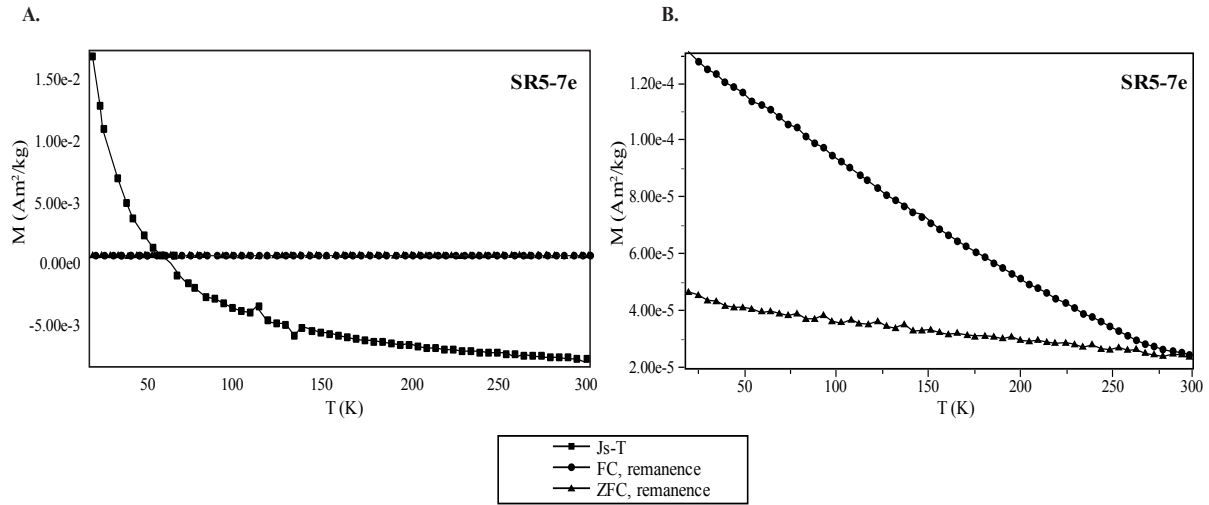 A.
SR5-7e
1.50e-2
1.00e-2
5.00e-3
0.00e0
-5.00e-3
M (Am²/kg)
50
100
150
200
250
300
T (K)
B.
SR5-7e
1.20e-4
1.00e-4
8.00e-5
6.00e-5
4.00e-5
2.00e-5
M (Am²/kg)
50
100
150
200
250
300
T (K)
Js-T
FC, remanence
ZFC, remanence